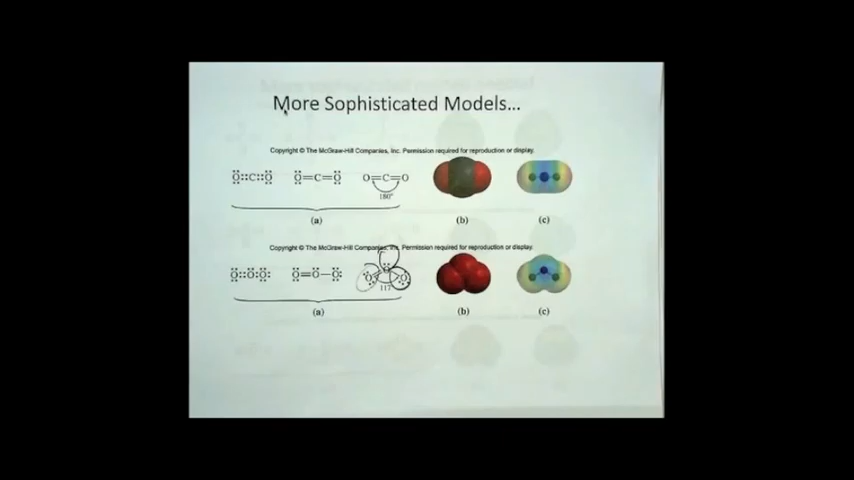 More Sophisticated Models...
Copyright © The McGraw-Hill Companies, Inc. Permission required for reproduction or display.
O::C::O O=C=O O=C=O
180°
(a) (b) (c)
Copyright © The McGraw-Hill Companies, Inc. Permission required for reproduction or display.
O::O:O: O=O—O: O O O
117
(a) (b) (c)